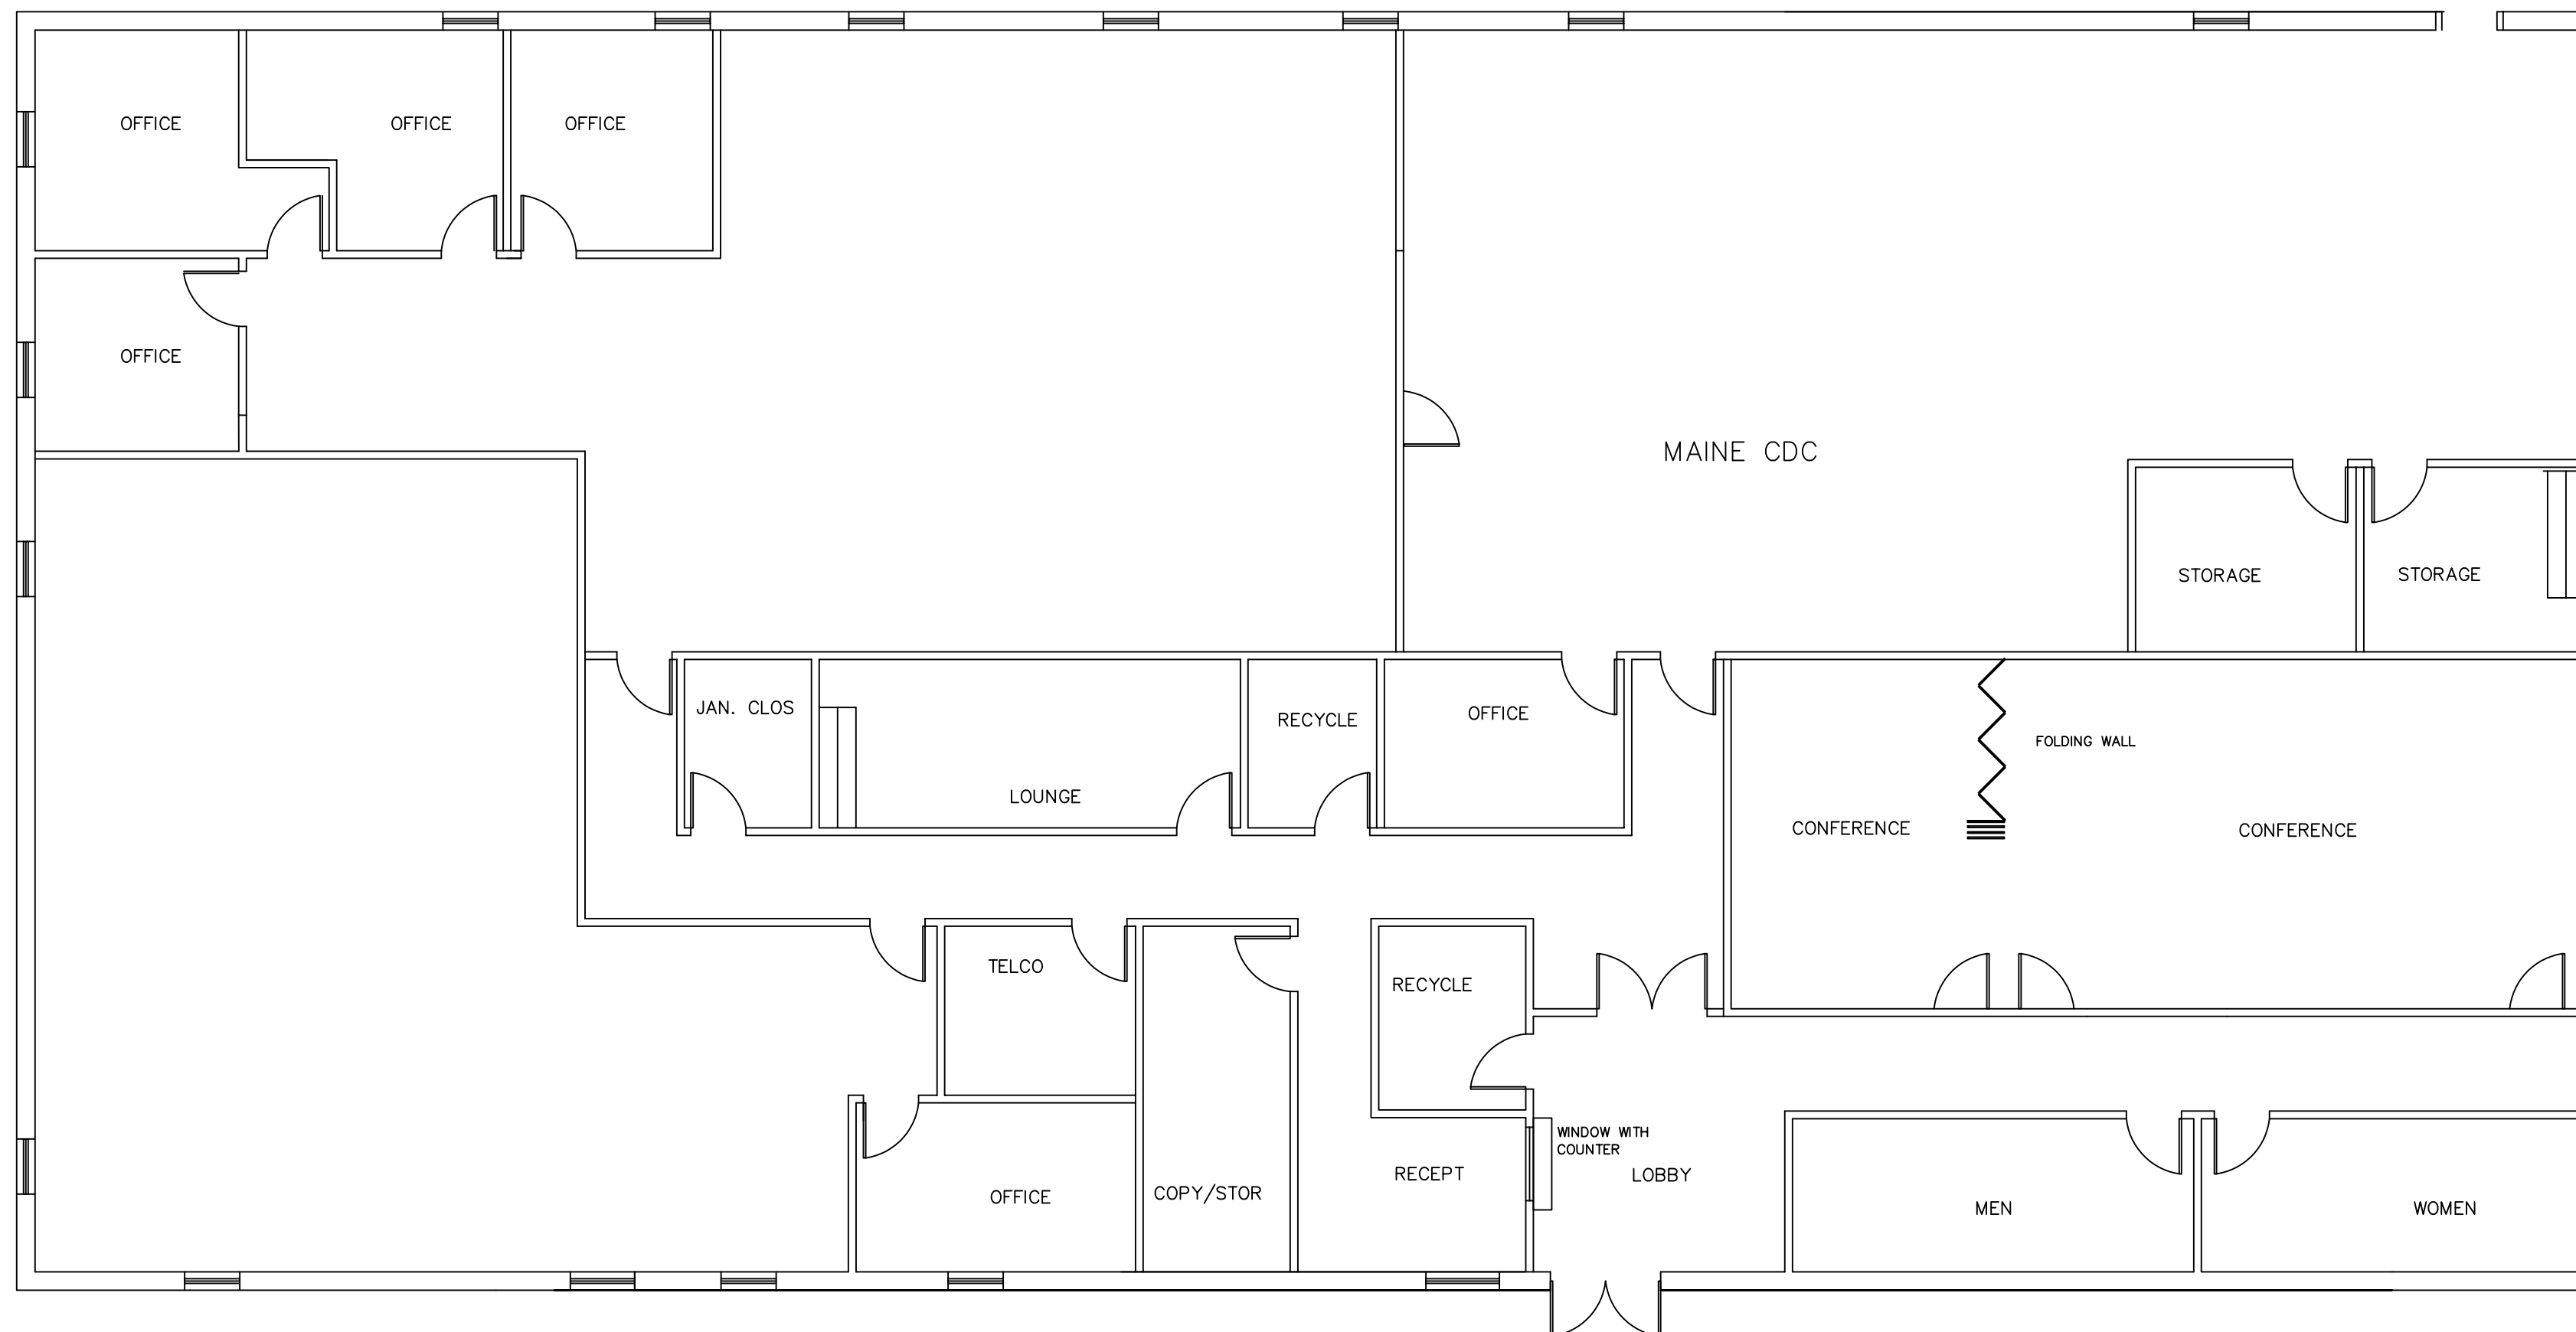 OFFICE
OFFICE
OFFICE
OFFICE
MAINE CDC
STORAGE
STORAGE
JAN. CLOS
RECYCLE
OFFICE
FOLDING WALL
LOUNGE
CONFERENCE
CONFERENCE
TELCO
RECYCLE
WINDOW WITH
COUNTER
RECEPT
LOBBY
OFFICE
COPY/STOR
MEN
WOMEN